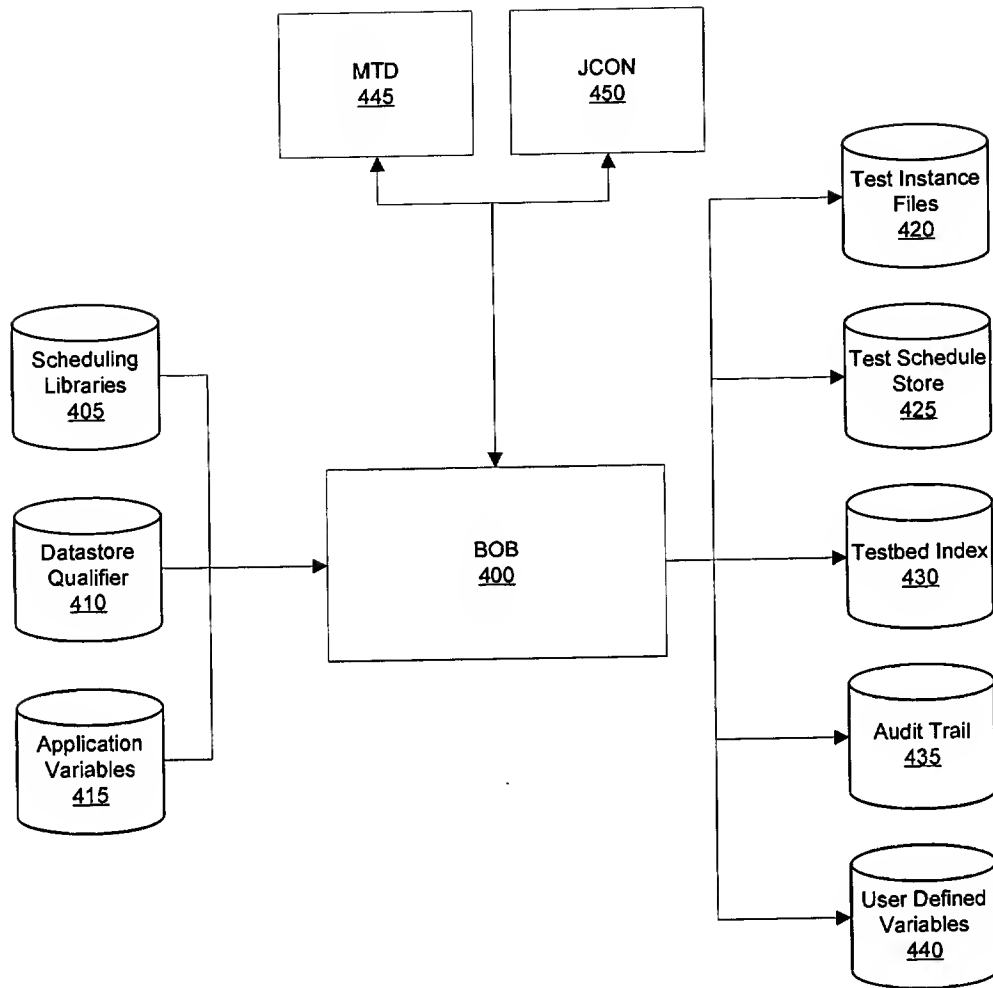 MTD
445
JCON
450
Test Instance
Files
420
Test Schedule
Store
425
Scheduling
Libraries
405
Datastore
Qualifier
410
BOB
400
Testbed Index
430
Application
Variables
415
Audit Trail
435
User Defined
Variables
440